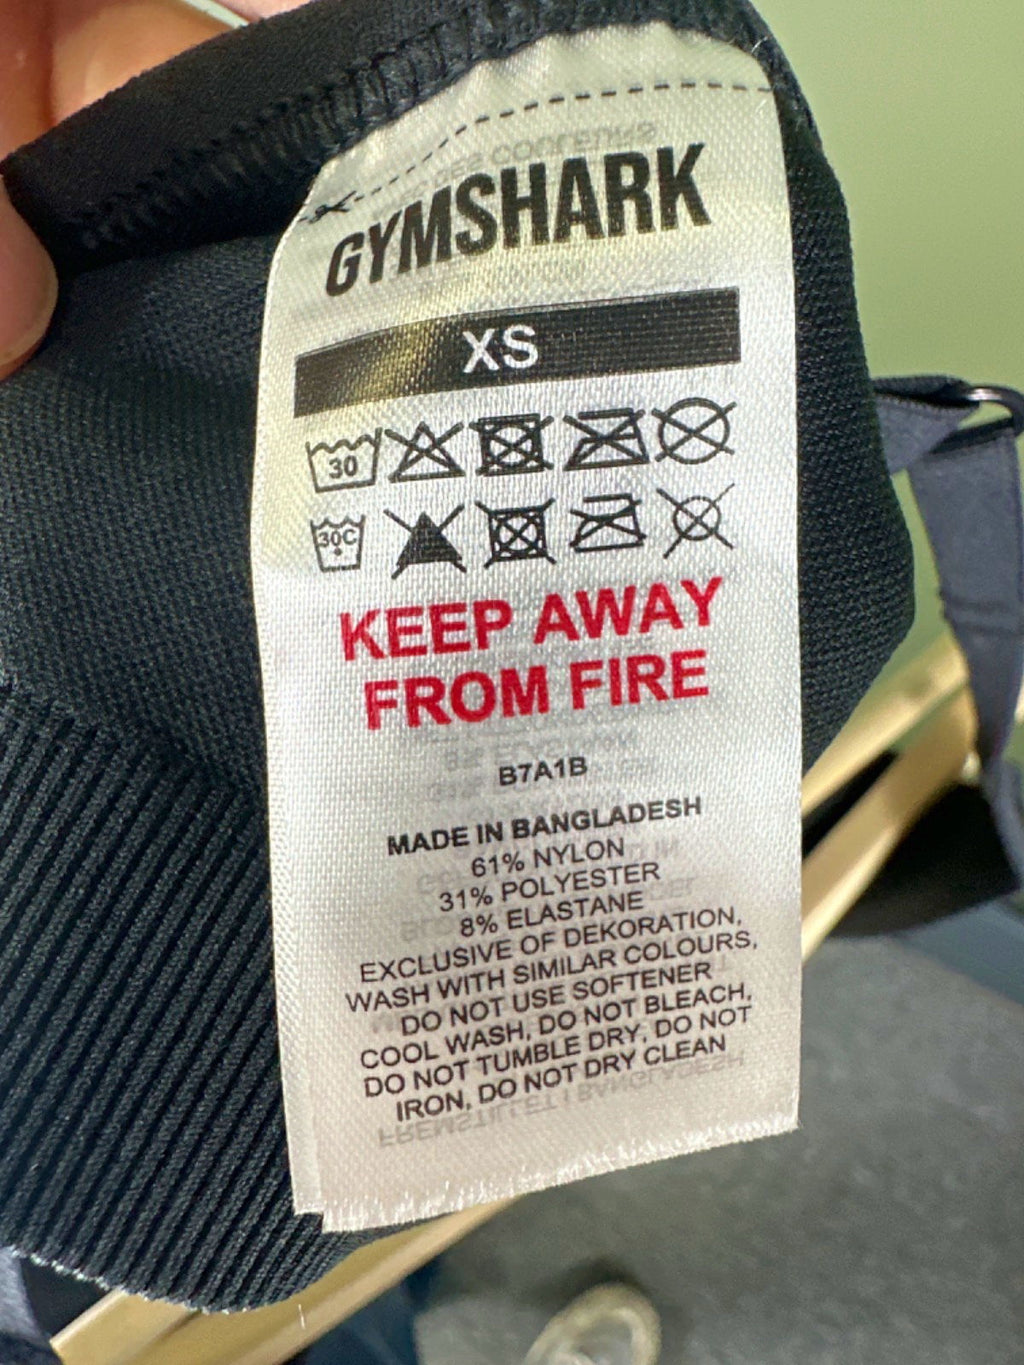 GYMSHARK
XS
30
30C
KEEP AWAY
FROM FIRE
B7A1B
MADE IN BANGLADESH
61% NYLON
31% POLYESTER
8% ELASTANE
EXCLUSIVE OF DEKORATION,
WASH WITH SIMILAR COLOURS,
DO NOT USE SOFTENER
COOL WASH, DO NOT BLEACH,
DO NOT TUMBLE DRY, DO NOT
IRON, DO NOT DRY CLEAN